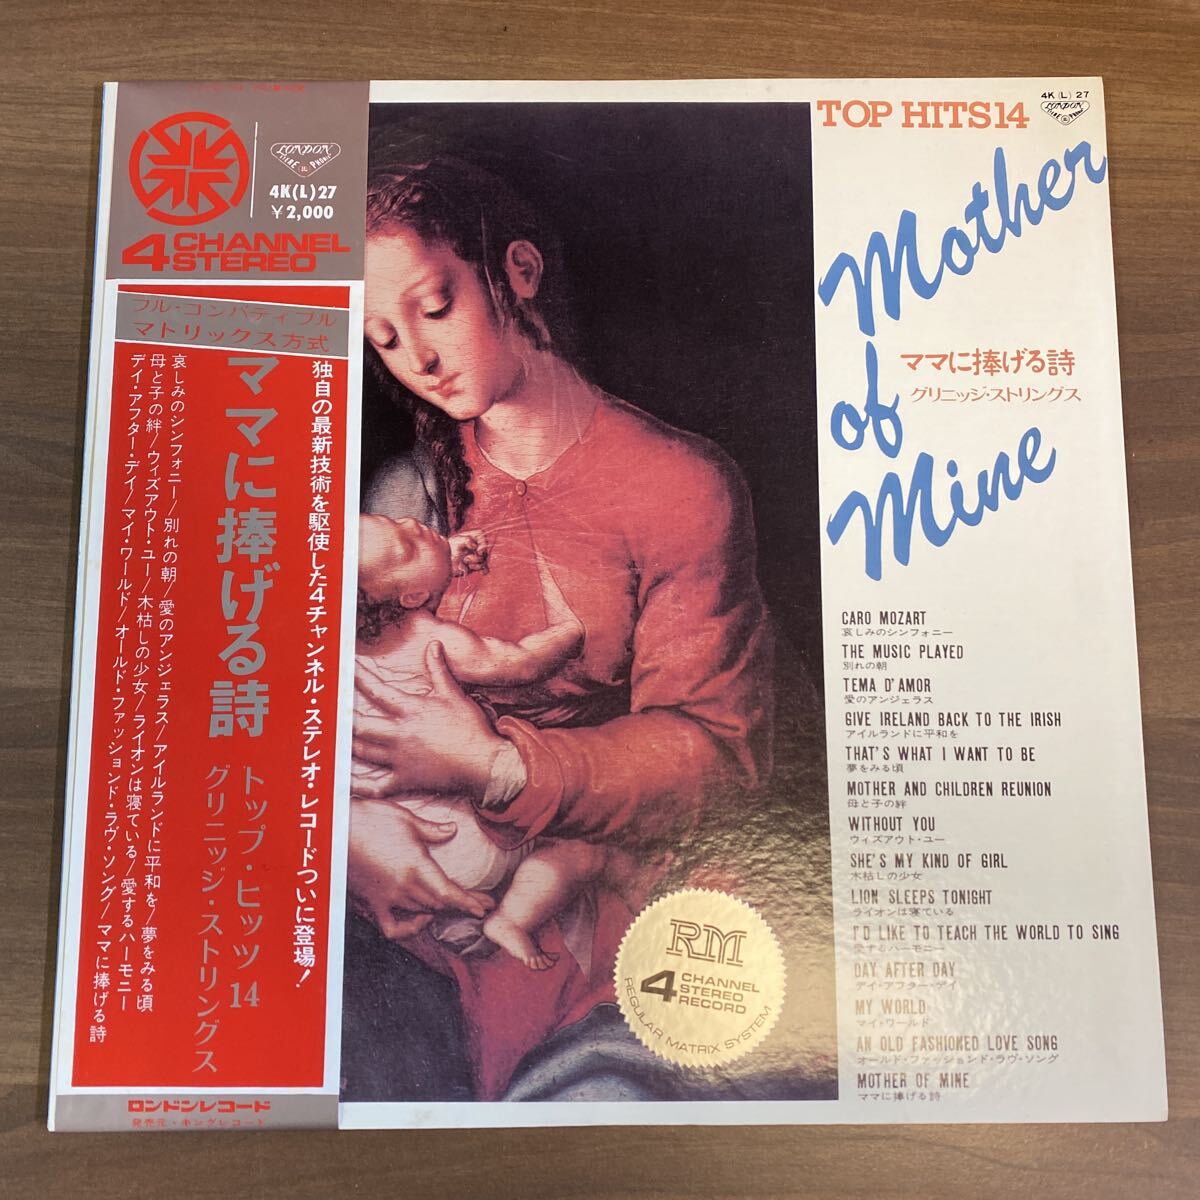 LONDON
4K(L)27
¥2,000
4 CHANNEL
STEREO
フル・コンパティブル
マトリックス方式
独自の最新技術を駆使した4チャンネル・ステレオ・レコードついに登場!
ママに捧げる詩
トップ・ヒッツ14
グリニッジ・ストリングス
哀しみのシンフォニー/別れの朝/愛のアンジェラス/アイルランドに平和を/夢をみる頃
母と子の絆/ウィズアウト・ユー/木枯しの少女/ライオンは寝ている/愛するハーモニー
デイ・アフター・デイ/マイ・ワールド/オールド・ファッションド・ラヴ・ソング/ママに捧げる詩
ロンドンレコード
発売元・キングレコード
4K(L)27
LONDON
TOP HITS14
Mother
of
Mine
ママに捧げる詩
グリニッジ・ストリングス
CARO MOZART
哀しみのシンフォニー
THE MUSIC PLAYED
別れの朝
TEMA D'AMOR
愛のアンジェラス
GIVE IRELAND BACK TO THE IRISH
アイルランドに平和を
THAT'S WHAT I WANT TO BE
夢をみる頃
MOTHER AND CHILDREN REUNION
母と子の絆
WITHOUT YOU
ウィズアウト・ユー
SHE'S MY KIND OF GIRL
木枯しの少女
LION SLEEPS TONIGHT
ライオンは寝ている
I'D LIKE TO TEACH THE WORLD TO SING
愛するハーモニー
DAY AFTER DAY
デイ・アフター・デイ
MY WORLD
マイ・ワールド
AN OLD FASHIONED LOVE SONG
オールド・ファッションド・ラヴ・ソング
MOTHER OF MINE
ママに捧げる詩
RM
4 CHANNEL
STEREO
RECORD
REGULAR MATRIX SYSTEM